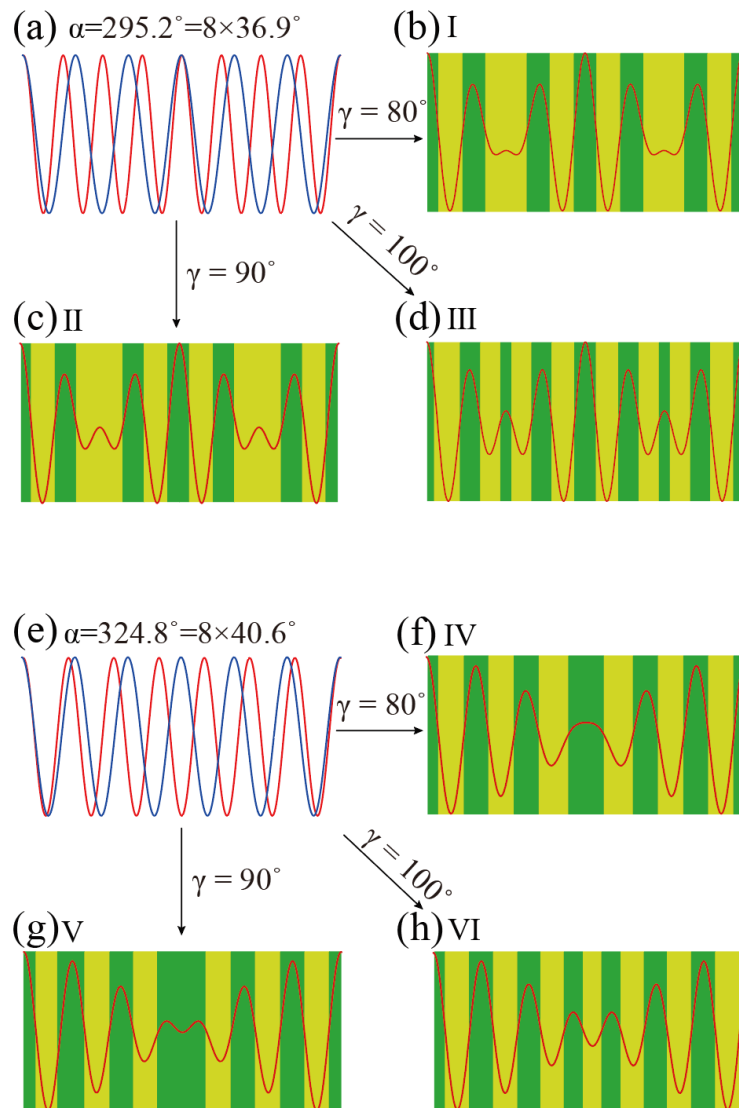 (a) α=295.2°=8×36.9°
(b) I
γ = 80°
γ = 100°
γ = 90°
(c) II
(d) III
(e) α=324.8°=8×40.6°
(f) IV
γ = 80°
γ = 100°
γ = 90°
(g) V
(h) VI